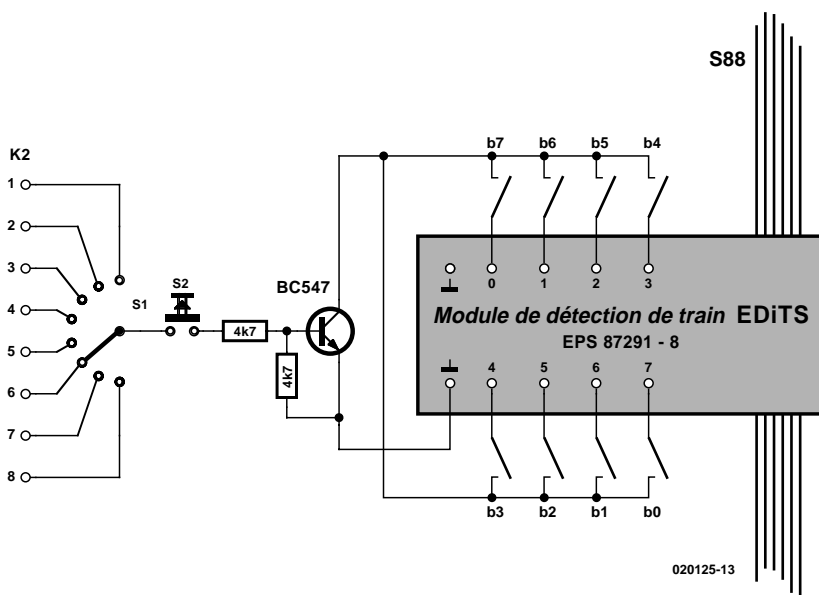 S88
b7 b6 b5 b4
K2
1
2
3
4
5
6
7
8
S1
S2
BC547
4k7
4k7
0 1 2 3
Module de détection de train EDiTS
EPS 87291 - 8
4 5 6 7
b3 b2 b1 b0
020125-13